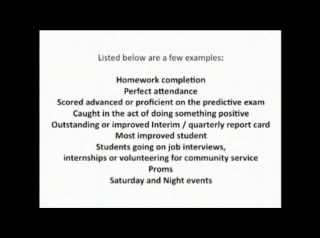 Listed below are a few examples:
Homework completion
Perfect attendance
Scored advanced or proficient on the predictive exam
Caught in the act of doing something positive
Outstanding or improved Interim / quarterly report card
Most improved student
Students going on job interviews,
internships or volunteering for community service
Proms
Saturday and Night events